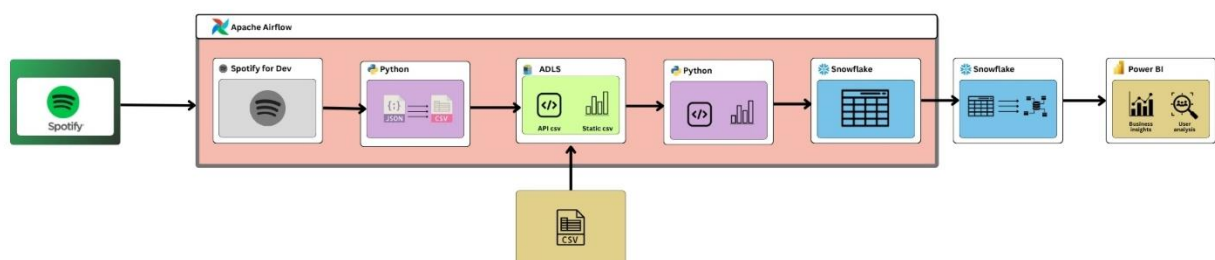 Apache Airflow
Spotify
Spotify for Dev
Python
JSON
CSV
ADLS
API csv
Static csv
Python
Snowflake
Snowflake
Power BI
Business
insights
User
analysis
CSV